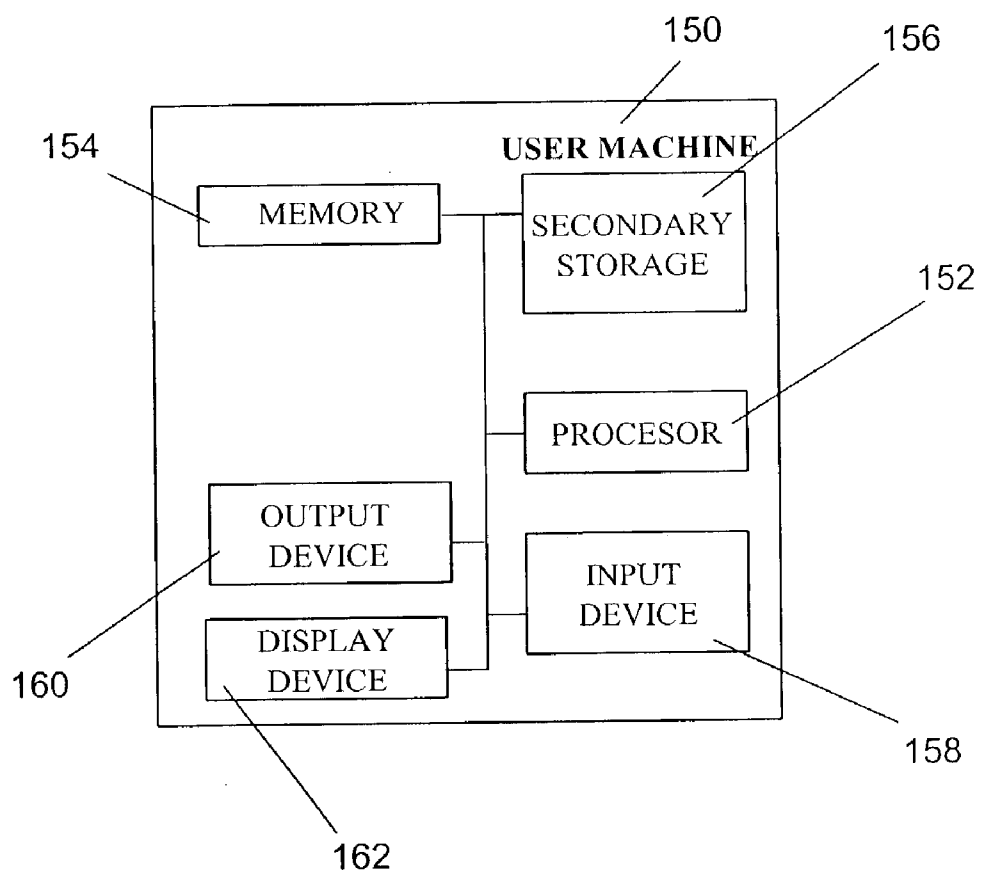 150
156
154
USER MACHINE
MEMORY
SECONDARY
STORAGE
152
PROCESOR
OUTPUT
DEVICE
INPUT
DEVICE
DISPLAY
DEVICE
160
158
162